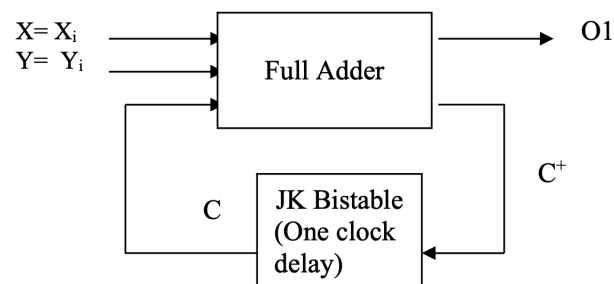 X= Xᵢ
Y= Yᵢ
O1
Full Adder
C⁺
C
JK Bistable
(One clock
delay)